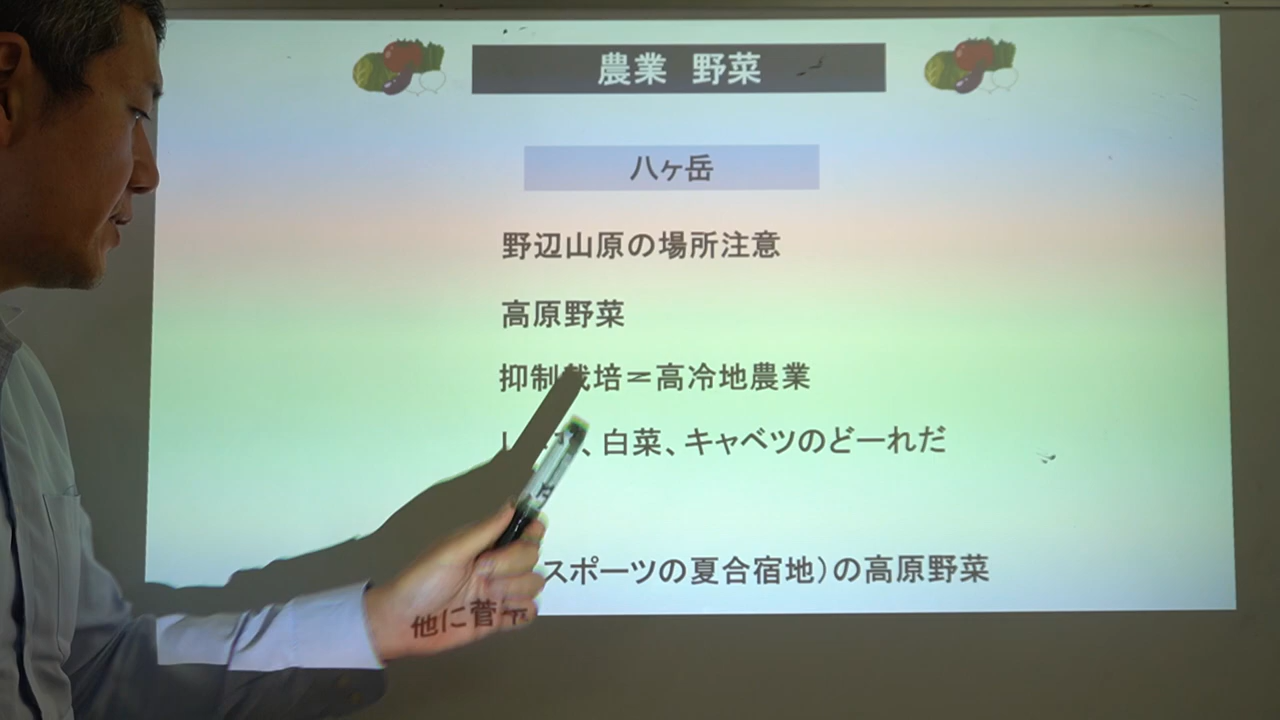 農業 野菜
八ヶ岳
野辺山原の場所注意
高原野菜
抑制栽培＝高冷地農業
、白菜、キャベツのどーれだ
他に菅平
スポーツの夏合宿地）の高原野菜